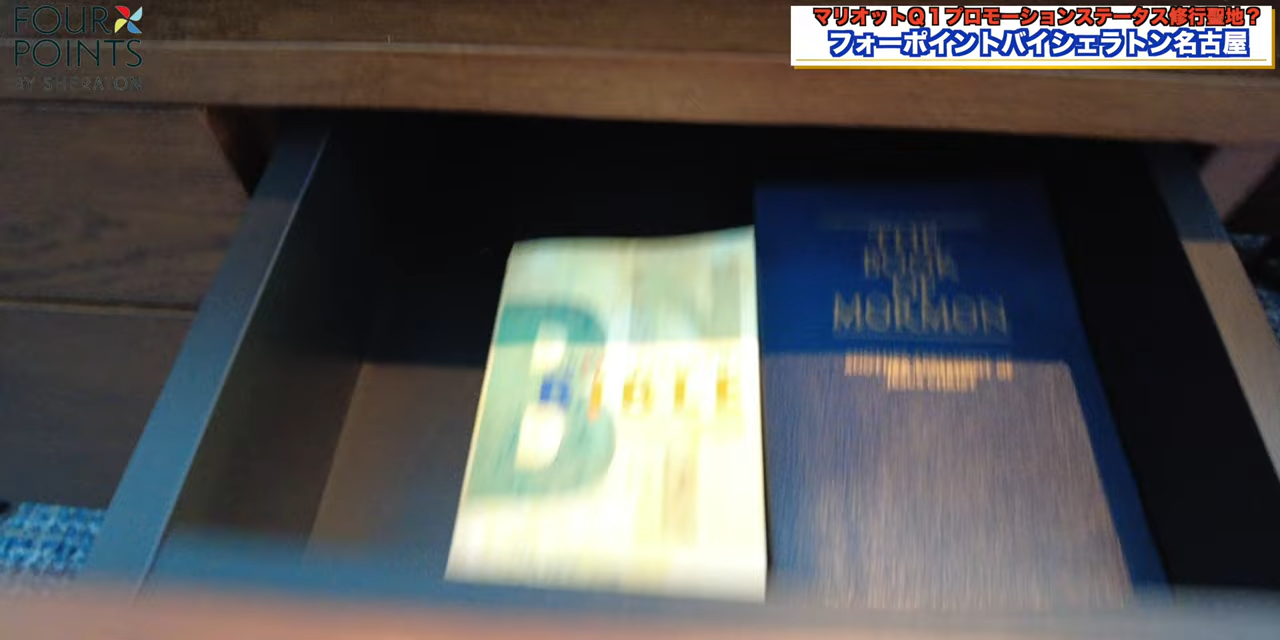 FOUR
POINTS
BY SHERATON
マリオットQ1プロモーションステータス修行聖地？
フォーポイントバイシェラトン名古屋
THE
BOOK
OF
MORMON
B